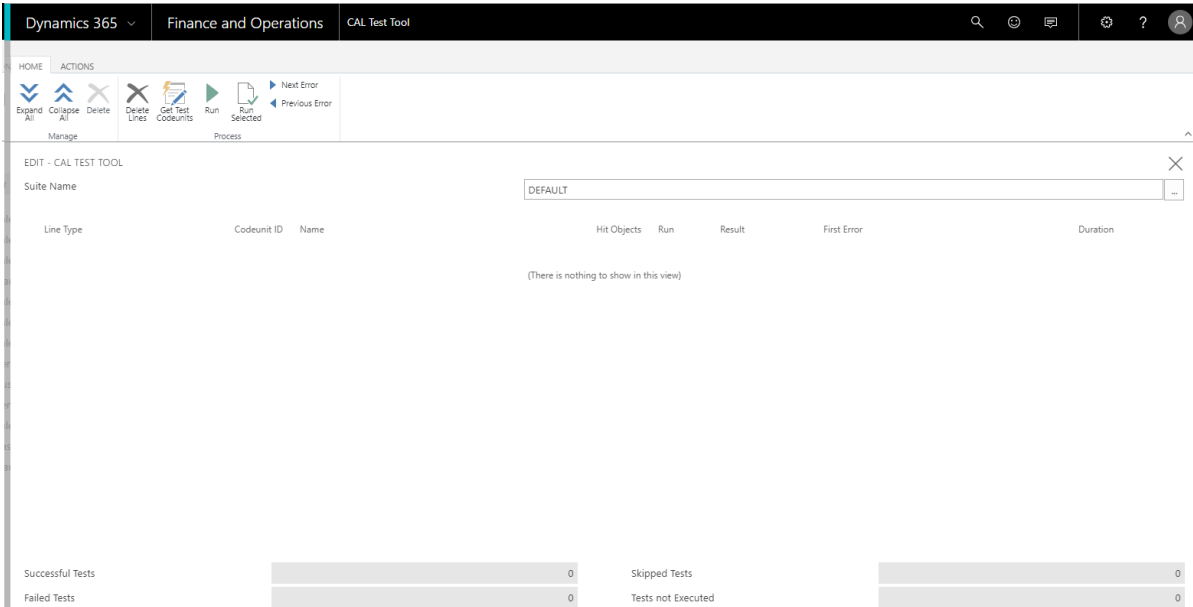 Dynamics 365 Finance and Operations CAL Test Tool ?
HOME ACTIONS
Expand All Collapse All Delete Delete Lines Get Test Codeunits Run Run Selected Next Error
Previous Error
Manage Process
EDIT - CAL TEST TOOL
Suite Name DEFAULT ...
Line Type Codeunit ID Name Hit Objects Run Result First Error Duration
(There is nothing to show in this view)
Successful Tests 0 Skipped Tests 0
Failed Tests 0 Tests not Executed 0